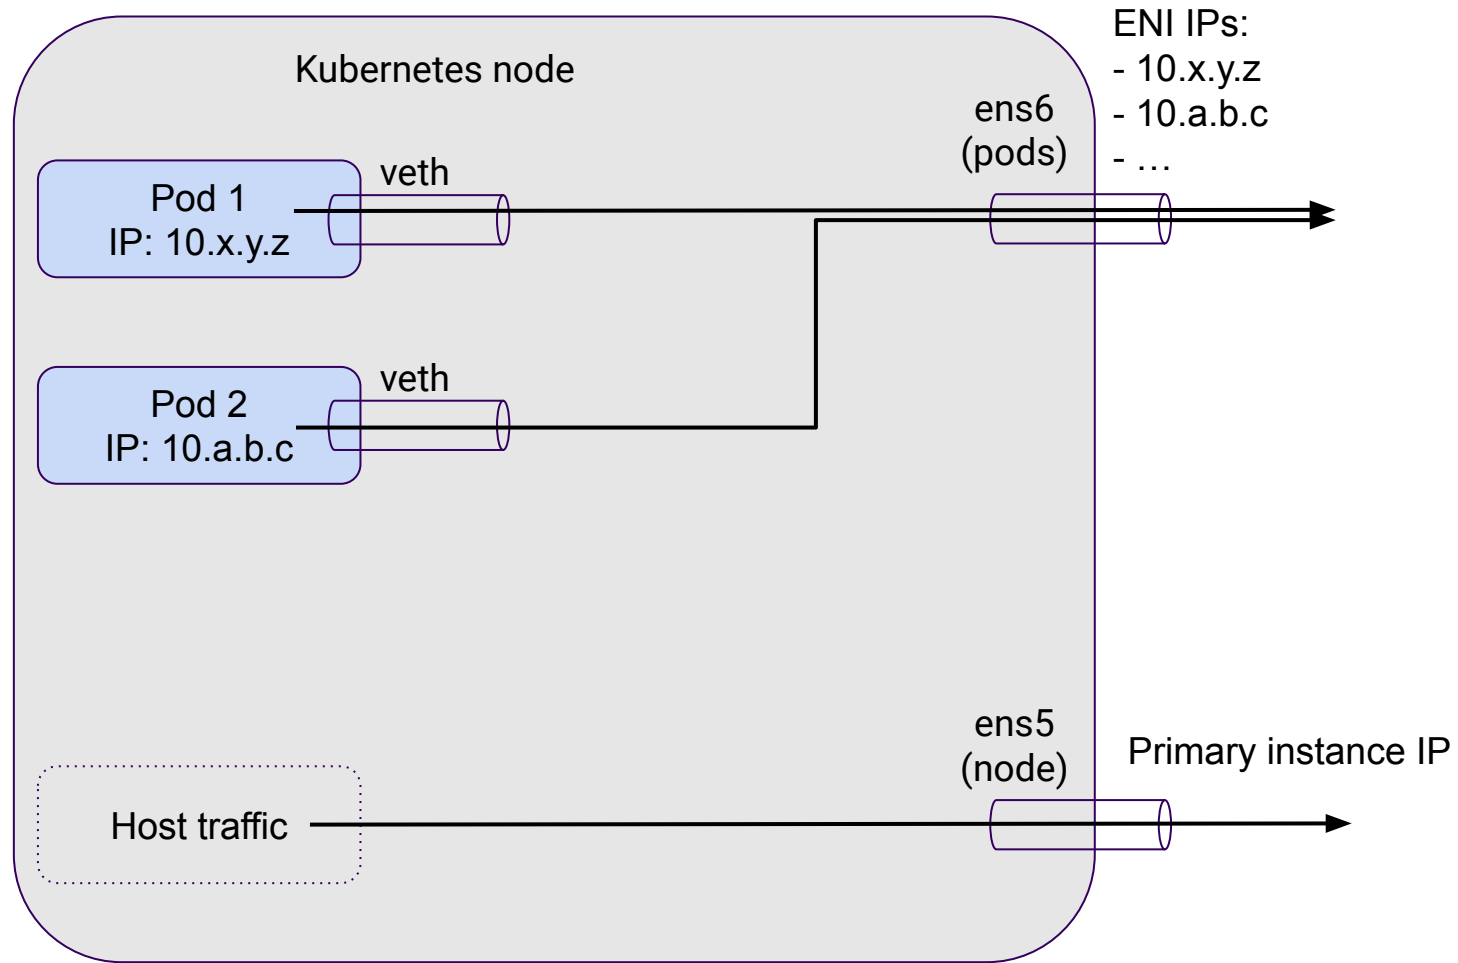 Kubernetes node
ENI IPs:
- 10.x.y.z
- 10.a.b.c
- …
ens6
(pods)
veth
Pod 1
IP: 10.x.y.z
veth
Pod 2
IP: 10.a.b.c
ens5
(node)
Primary instance IP
Host traffic